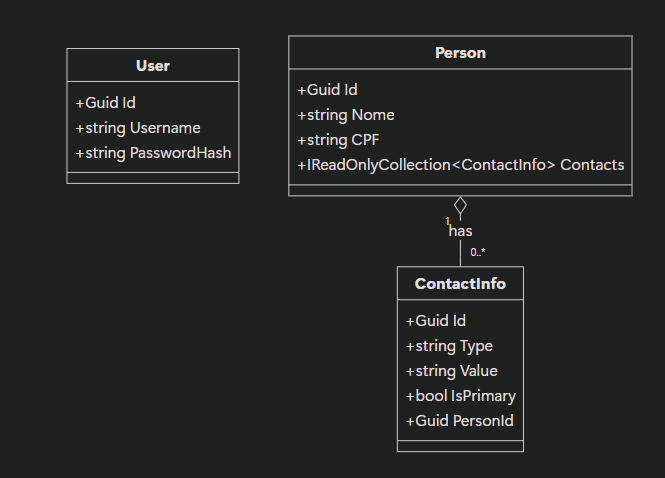 User
+Guid Id
+string Username
+string PasswordHash
Person
+Guid Id
+string Nome
+string CPF
+IReadOnlyCollection<ContactInfo> Contacts
1
has
0..*
ContactInfo
+Guid Id
+string Type
+string Value
+bool IsPrimary
+Guid PersonId